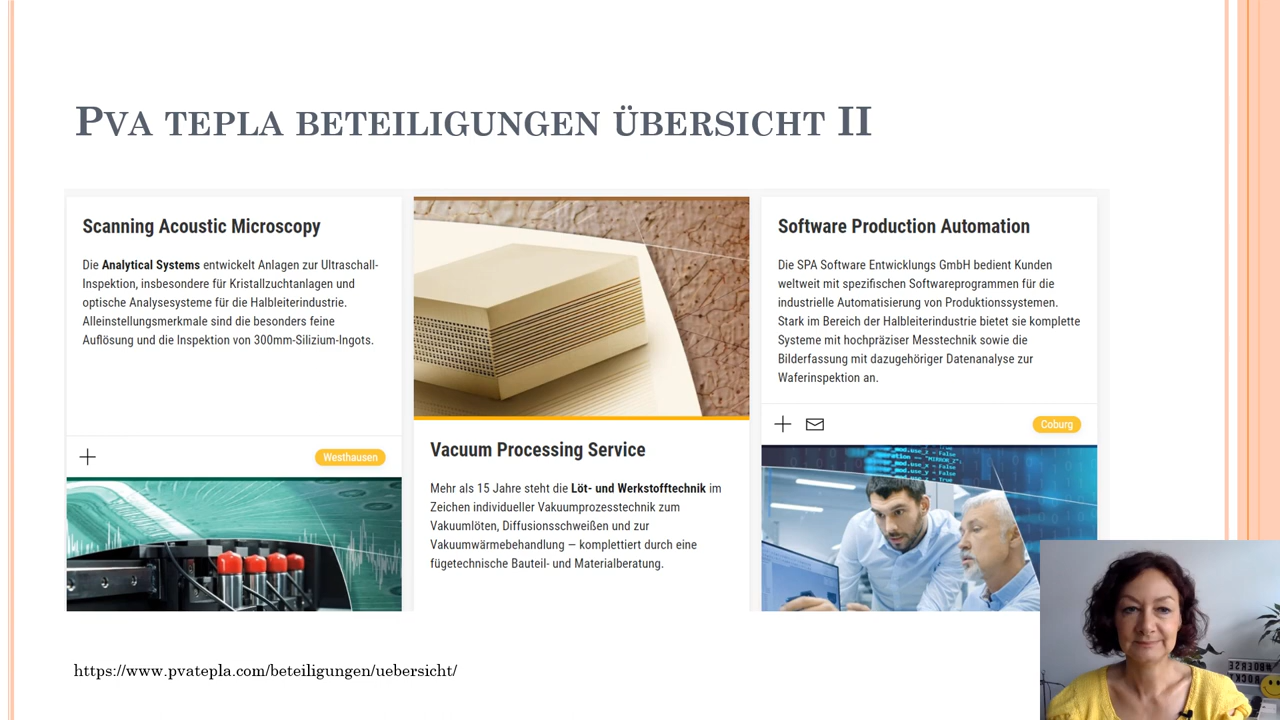 PVA TEPLA BETEILIGUNGEN ÜBERSICHT II
Scanning Acoustic Microscopy
Die Analytical Systems entwickelt Anlagen zur Ultraschall-
Inspektion, insbesondere für Kristallzuchtanlagen und
optische Analysesysteme für die Halbleiterindustrie.
Alleinstellungsmerkmale sind die besonders feine
Auflösung und die Inspektion von 300mm-Silizium-Ingots.
Westhausen
Vacuum Processing Service
Mehr als 15 Jahre steht die Löt- und Werkstofftechnik im
Zeichen individueller Vakuumprozesstechnik zum
Vakuumlöten, Diffusionsschweißen und zur
Vakuumwärmebehandlung – komplettiert durch eine
fügetechnische Bauteil- und Materialberatung.
Software Production Automation
Die SPA Software Entwicklungs GmbH bedient Kunden
weltweit mit spezifischen Softwareprogrammen für die
industrielle Automatisierung von Produktionssystemen.
Stark im Bereich der Halbleiterindustrie bietet sie komplette
Systeme mit hochpräziser Messtechnik sowie die
Bilderfassung mit dazugehöriger Datenanalyse zur
Waferinspektion an.
Coburg
https://www.pvatepla.com/beteiligungen/uebersicht/
#BOERSE
ROCKT